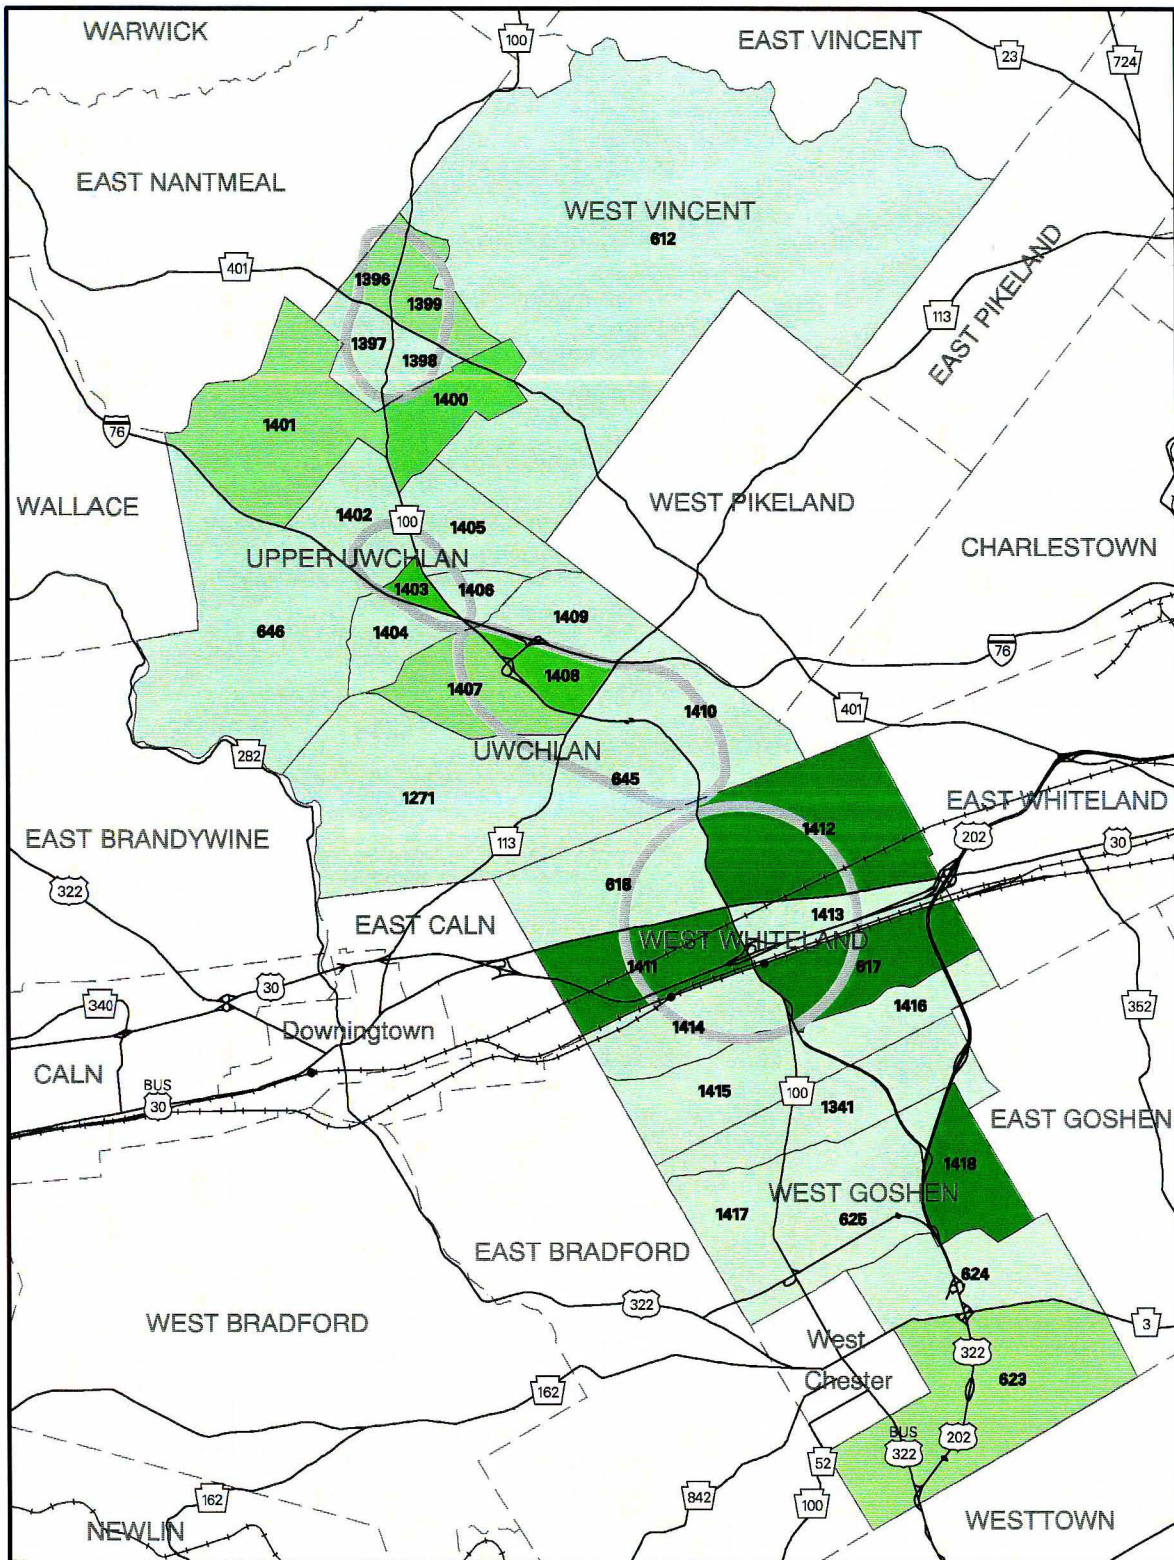 WARWICK
100
EAST VINCENT
23
724
EAST NANTMEAL
WEST VINCENT
612
401
1396
1399
EAST PIKELAND
113
1397
1398
1400
1401
76
WALLACE
WEST PIKELAND
1402
100
1405
CHARLESTOWN
UPPER UWCHLAN
1403
1406
1409
646
1404
76
1408
1407
401
1410
UWCHLAN
282
645
1271
EAST WHITELAND
EAST BRANDYWINE
113
1412
202
30
322
618
EAST CALN
1413
WEST WHITELAND
1411
617
30
340
1416
352
Downingtown
1414
CALN
BUS
30
1415
100
1341
EAST GOSHEN
1418
WEST GOSHEN
1417
625
EAST BRADFORD
624
322
WEST BRADFORD
3
West
Chester
322
623
162
BUS
322
202
52
162
842
100
NEWLIN
WESTTOWN